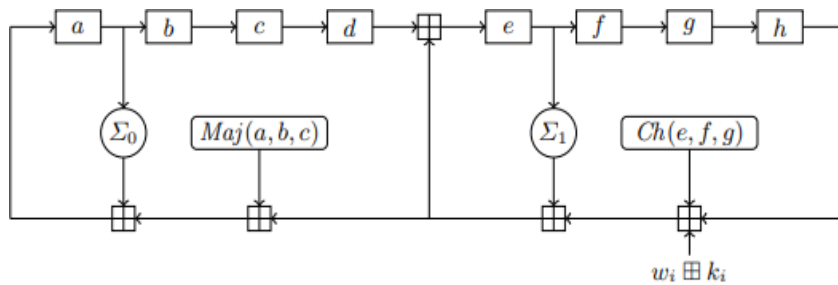 a b c d e f g h
Σ₀ Maj(a, b, c) Σ₁ Ch(e, f, g)
wᵢ ⊞ kᵢ